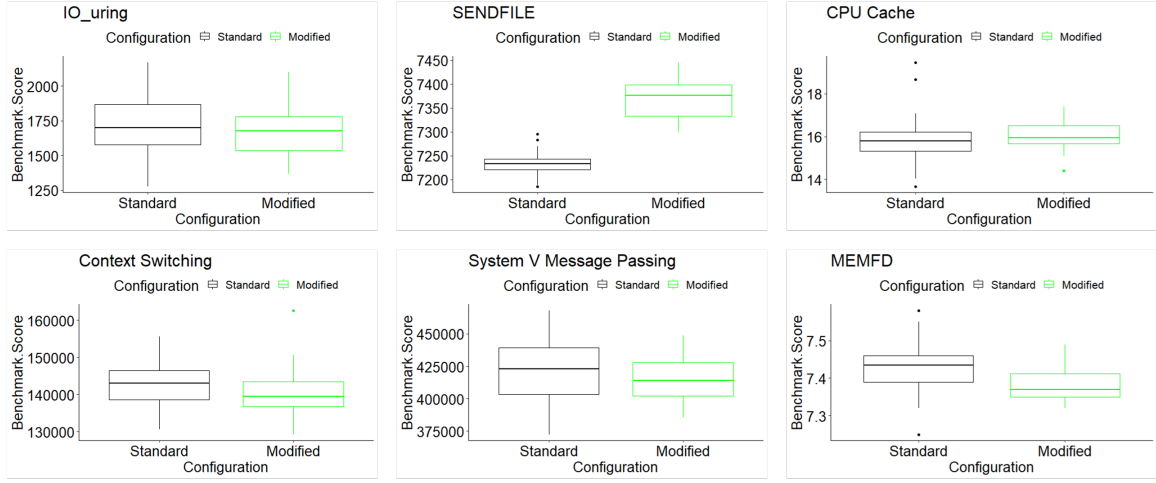 IO_uring
Configuration Standard Modified
Benchmark.Score
2000
1750
1500
1250
Standard Modified
Configuration
SENDFILE
Configuration Standard Modified
Benchmark.Score
7450
7400
7350
7300
7250
7200
Standard Modified
Configuration
CPU Cache
Configuration Standard Modified
Benchmark.Score
18
16
14
Standard Modified
Configuration
Context Switching
Configuration Standard Modified
Benchmark.Score
160000
150000
140000
130000
Standard Modified
Configuration
System V Message Passing
Configuration Standard Modified
Benchmark.Score
450000
425000
400000
375000
Standard Modified
Configuration
MEMFD
Configuration Standard Modified
Benchmark.Score
7.5
7.4
7.3
Standard Modified
Configuration